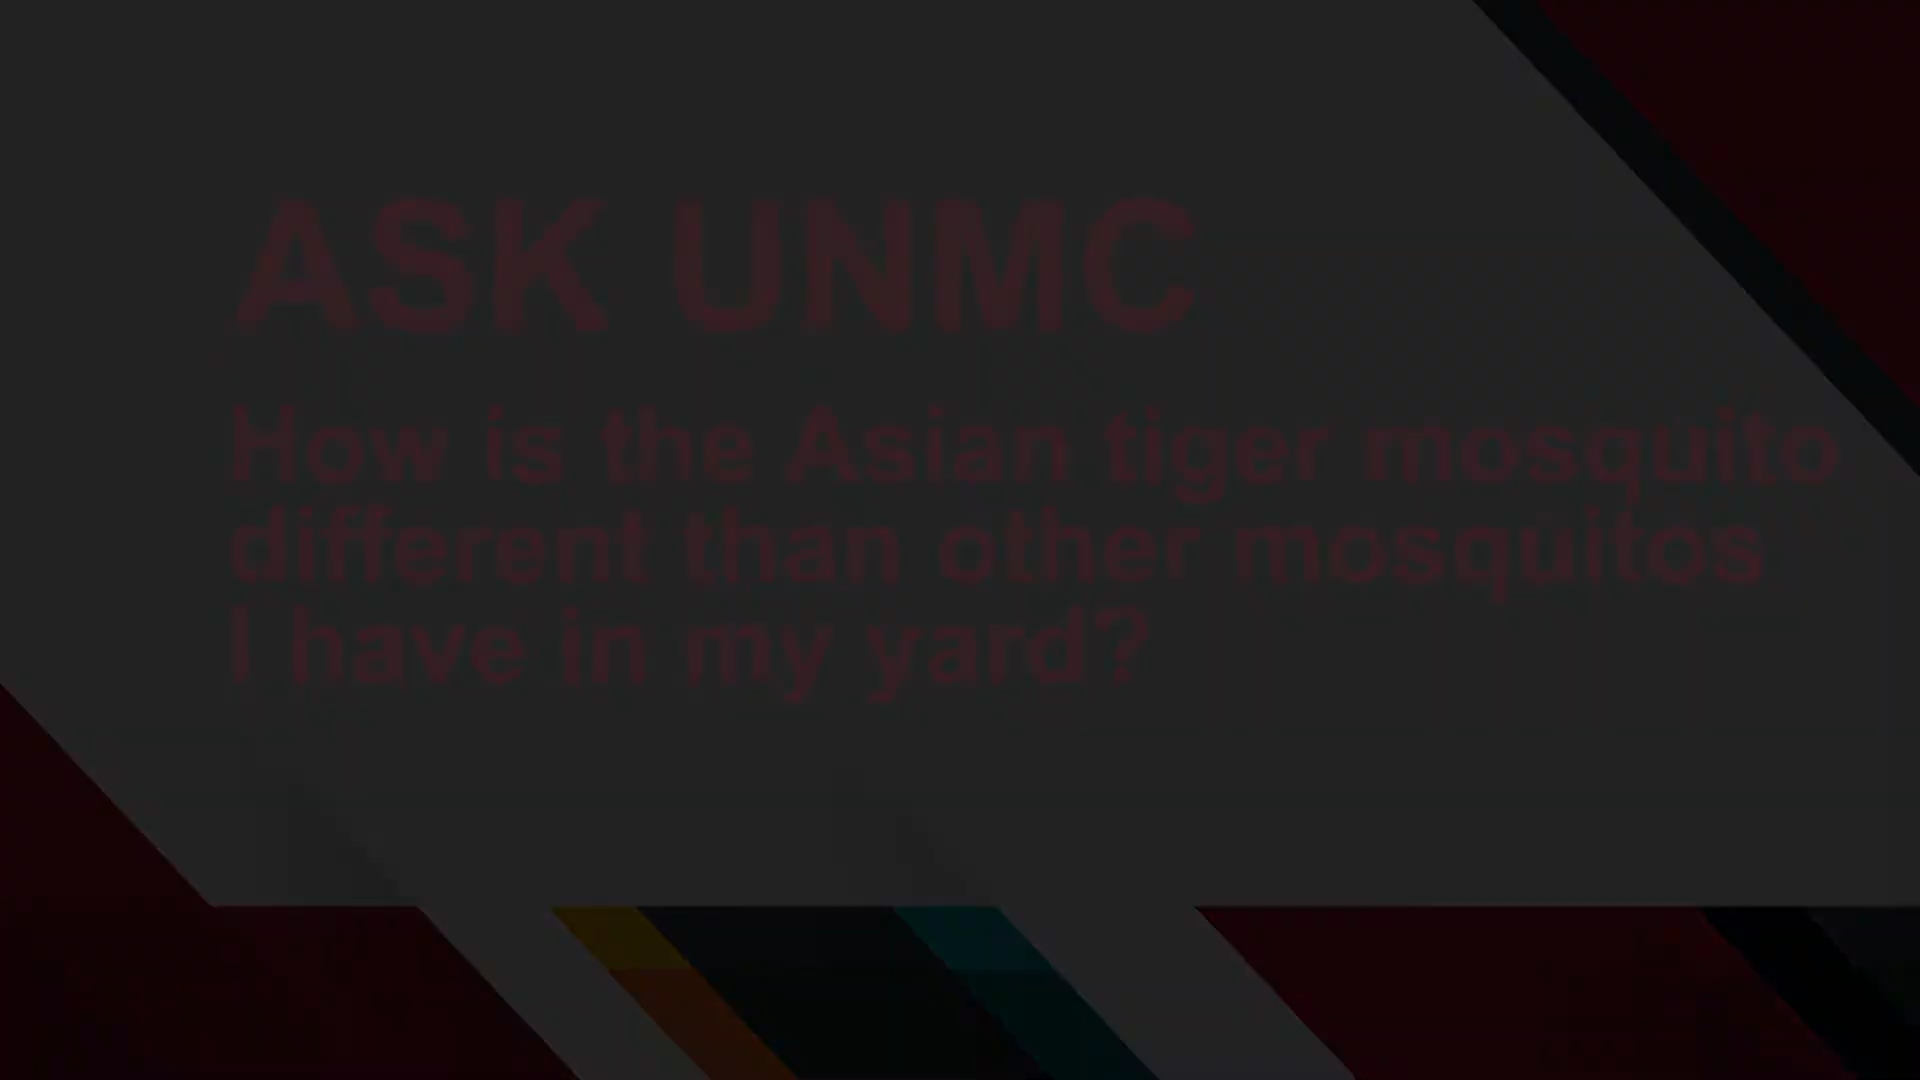 ASK UNMC
How is the Asian tiger mosquito
different than other mosquitos
I have in my yard?